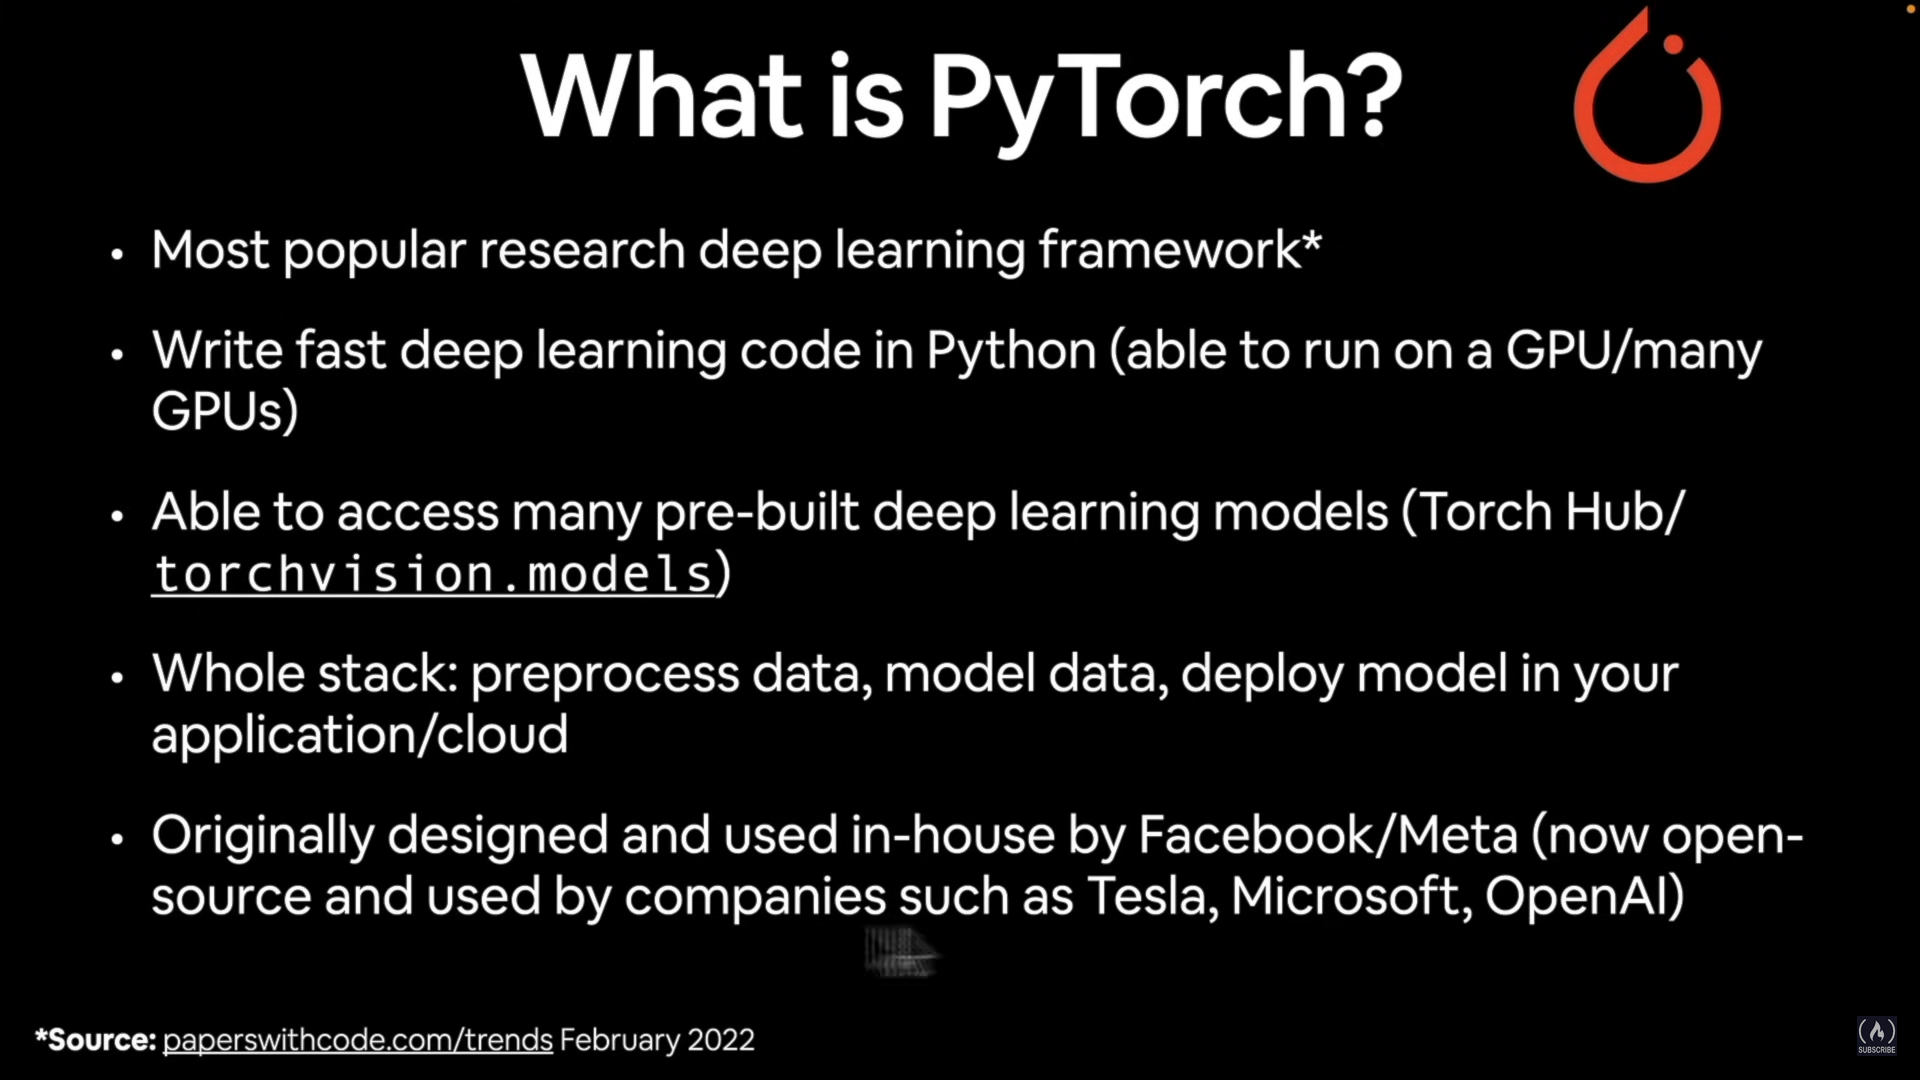 What is PyTorch?
• Most popular research deep learning framework*
• Write fast deep learning code in Python (able to run on a GPU/many
GPUs)
• Able to access many pre-built deep learning models (Torch Hub/
torchvision.models)
• Whole stack: preprocess data, model data, deploy model in your
application/cloud
• Originally designed and used in-house by Facebook/Meta (now open-
source and used by companies such as Tesla, Microsoft, OpenAI)
*Source: paperswithcode.com/trends February 2022
SUBSCRIBE